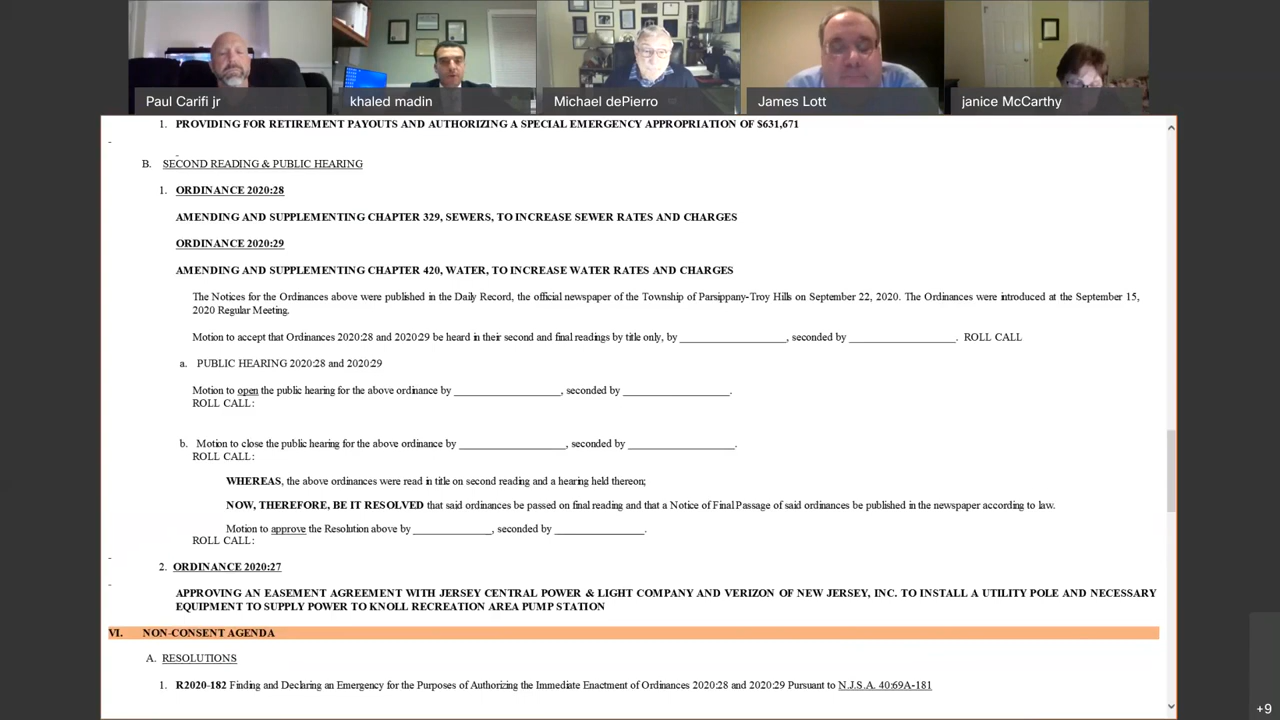 Paul Carifi jr
khaled madin
Michael dePierro
James Lott
janice McCarthy
1. PROVIDING FOR RETIREMENT PAYOUTS AND AUTHORIZING A SPECIAL EMERGENCY APPROPRIATION OF $631,671
B. SECOND READING & PUBLIC HEARING
1. ORDINANCE 2020:28
AMENDING AND SUPPLEMENTING CHAPTER 329, SEWERS, TO INCREASE SEWER RATES AND CHARGES
ORDINANCE 2020:29
AMENDING AND SUPPLEMENTING CHAPTER 420, WATER, TO INCREASE WATER RATES AND CHARGES
The Notices for the Ordinances above were published in the Daily Record, the official newspaper of the Township of Parsippany-Troy Hills on September 22, 2020. The Ordinances were introduced at the September 15,
2020 Regular Meeting.
Motion to accept that Ordinances 2020:28 and 2020:29 be heard in their second and final readings by title only, by ____________________, seconded by ____________________. ROLL CALL
a. PUBLIC HEARING 2020:28 and 2020:29
Motion to open the public hearing for the above ordinance by ____________________, seconded by ____________________.
ROLL CALL:
b. Motion to close the public hearing for the above ordinance by ____________________, seconded by ____________________.
ROLL CALL:
WHEREAS, the above ordinances were read in title on second reading and a hearing held thereon;
NOW, THEREFORE, BE IT RESOLVED that said ordinances be passed on final reading and that a Notice of Final Passage of said ordinances be published in the newspaper according to law.
Motion to approve the Resolution above by _______________, seconded by _________________.
ROLL CALL:
2. ORDINANCE 2020:27
APPROVING AN EASEMENT AGREEMENT WITH JERSEY CENTRAL POWER & LIGHT COMPANY AND VERIZON OF NEW JERSEY, INC. TO INSTALL A UTILITY POLE AND NECESSARY
EQUIPMENT TO SUPPLY POWER TO KNOLL RECREATION AREA PUMP STATION
VI. NON-CONSENT AGENDA
A. RESOLUTIONS
1. R2020-182 Finding and Declaring an Emergency for the Purposes of Authorizing the Immediate Enactment of Ordinances 2020:28 and 2020:29 Pursuant to N.J.S.A. 40:69A-181
+9